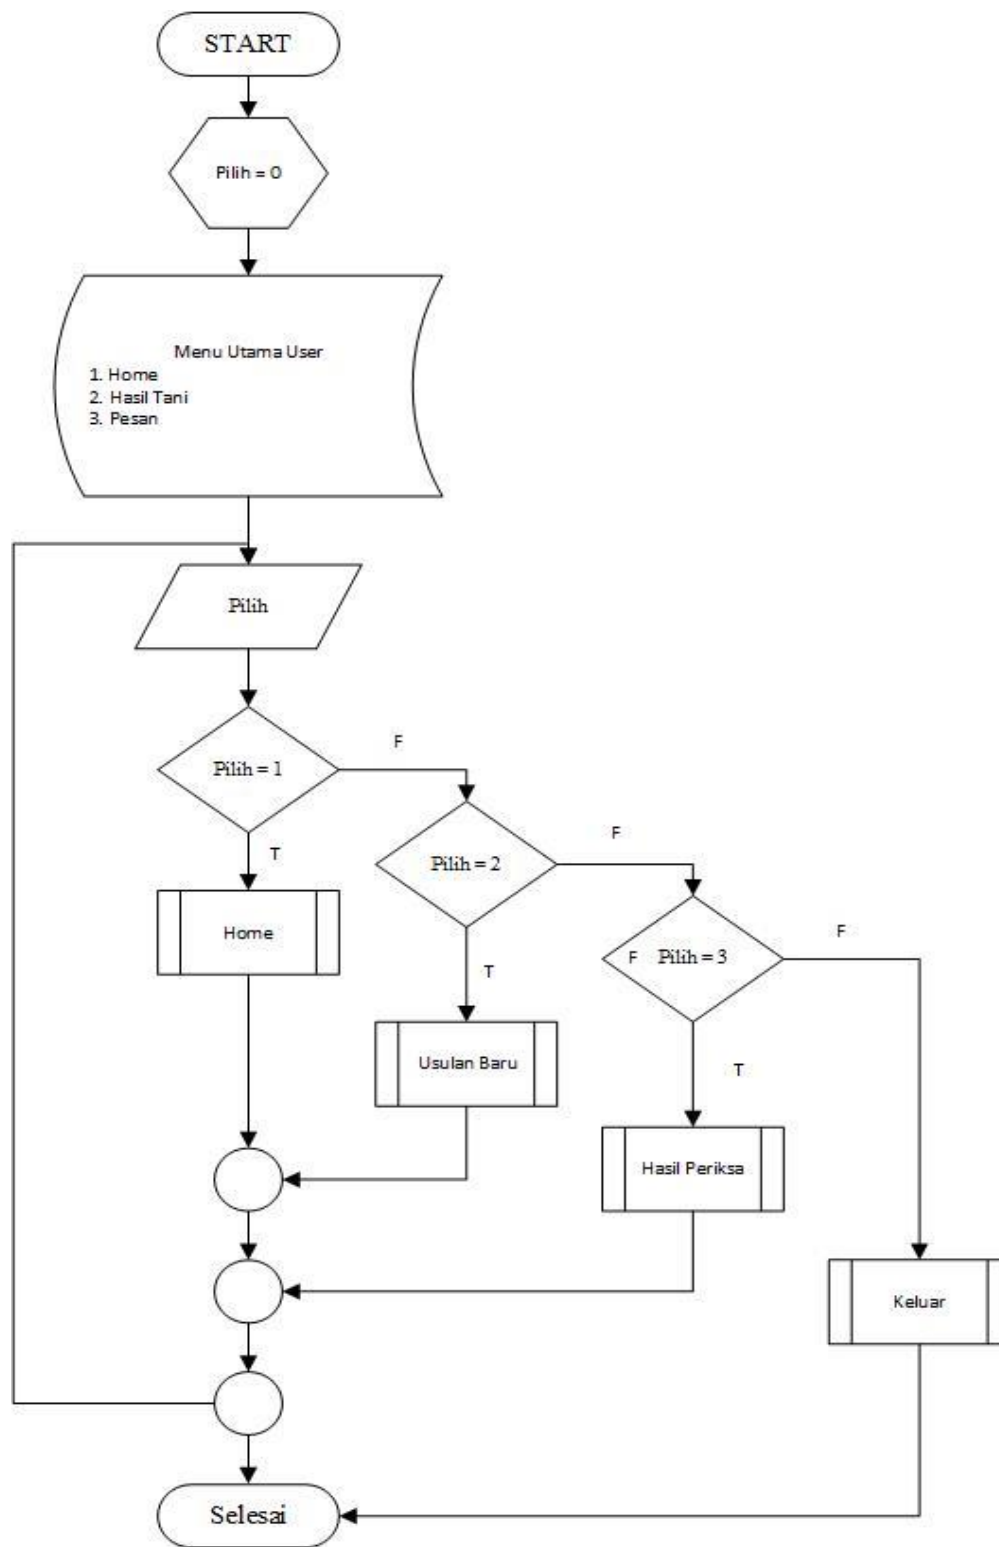 START
Pilih = 0
Menu Utama User
1. Home
2. Hasil Tani
3. Pesan
Pilih
Pilih = 1
F
T
Home
Pilih = 2
F
T
Usulan Baru
F Pilih = 3
F
T
Hasil Periksa
Keluar
Selesai